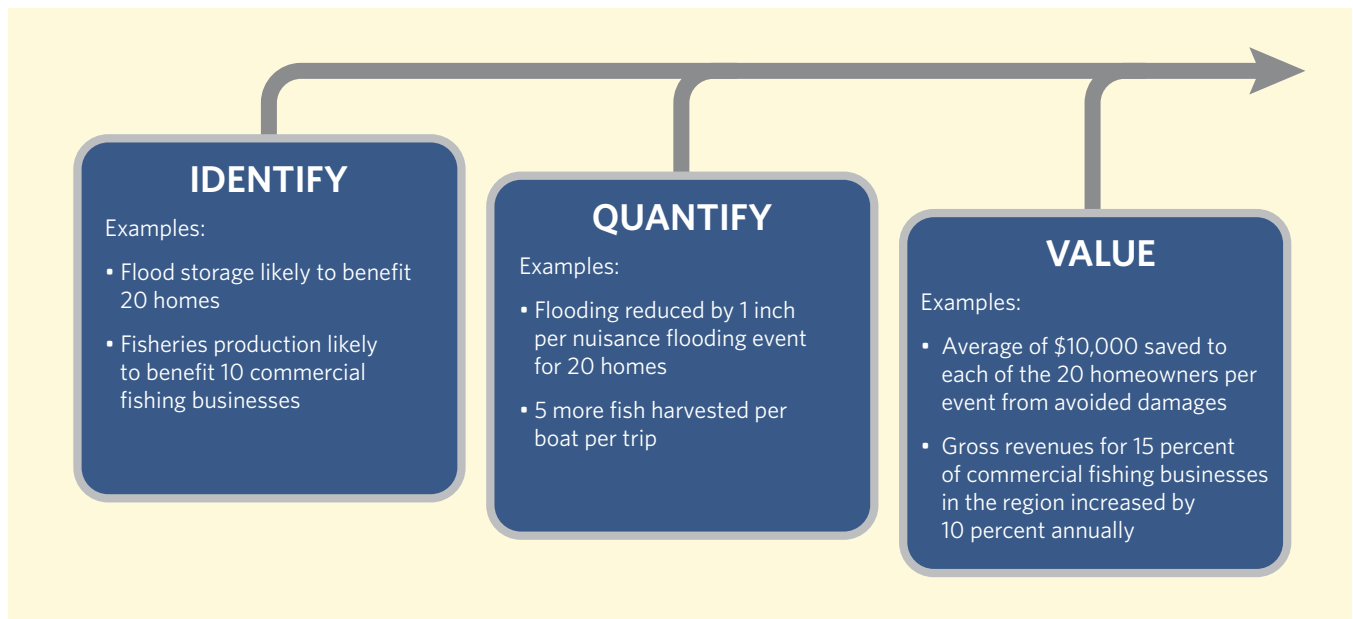 IDENTIFY
Examples:
• Flood storage likely to benefit
20 homes
• Fisheries production likely
to benefit 10 commercial
fishing businesses
QUANTIFY
Examples:
• Flooding reduced by 1 inch
per nuisance flooding event
for 20 homes
• 5 more fish harvested per
boat per trip
VALUE
Examples:
• Average of $10,000 saved to
each of the 20 homeowners per
event from avoided damages
• Gross revenues for 15 percent
of commercial fishing businesses
in the region increased by
10 percent annually